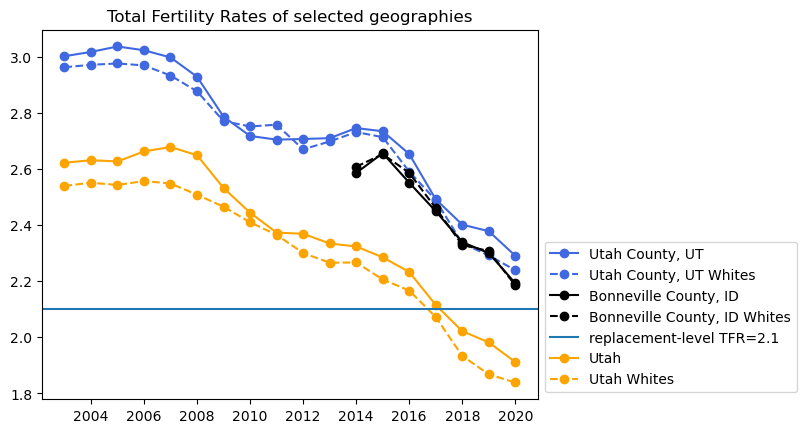 Total Fertility Rates of selected geographies
3.0
2.8
2.6
2.4
2.2
2.0
1.8
2004 2006 2008 2010 2012 2014 2016 2018 2020
Utah County, UT
Utah County, UT Whites
Bonneville County, ID
Bonneville County, ID Whites
replacement-level TFR=2.1
Utah
Utah Whites